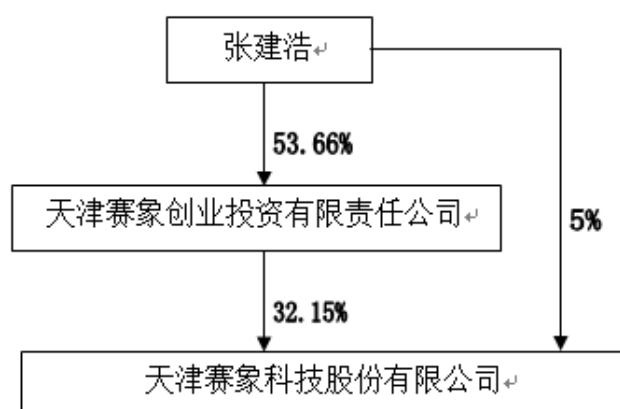 张建浩
53.66%
天津赛象创业投资有限责任公司
5%
32.15%
天津赛象科技股份有限公司